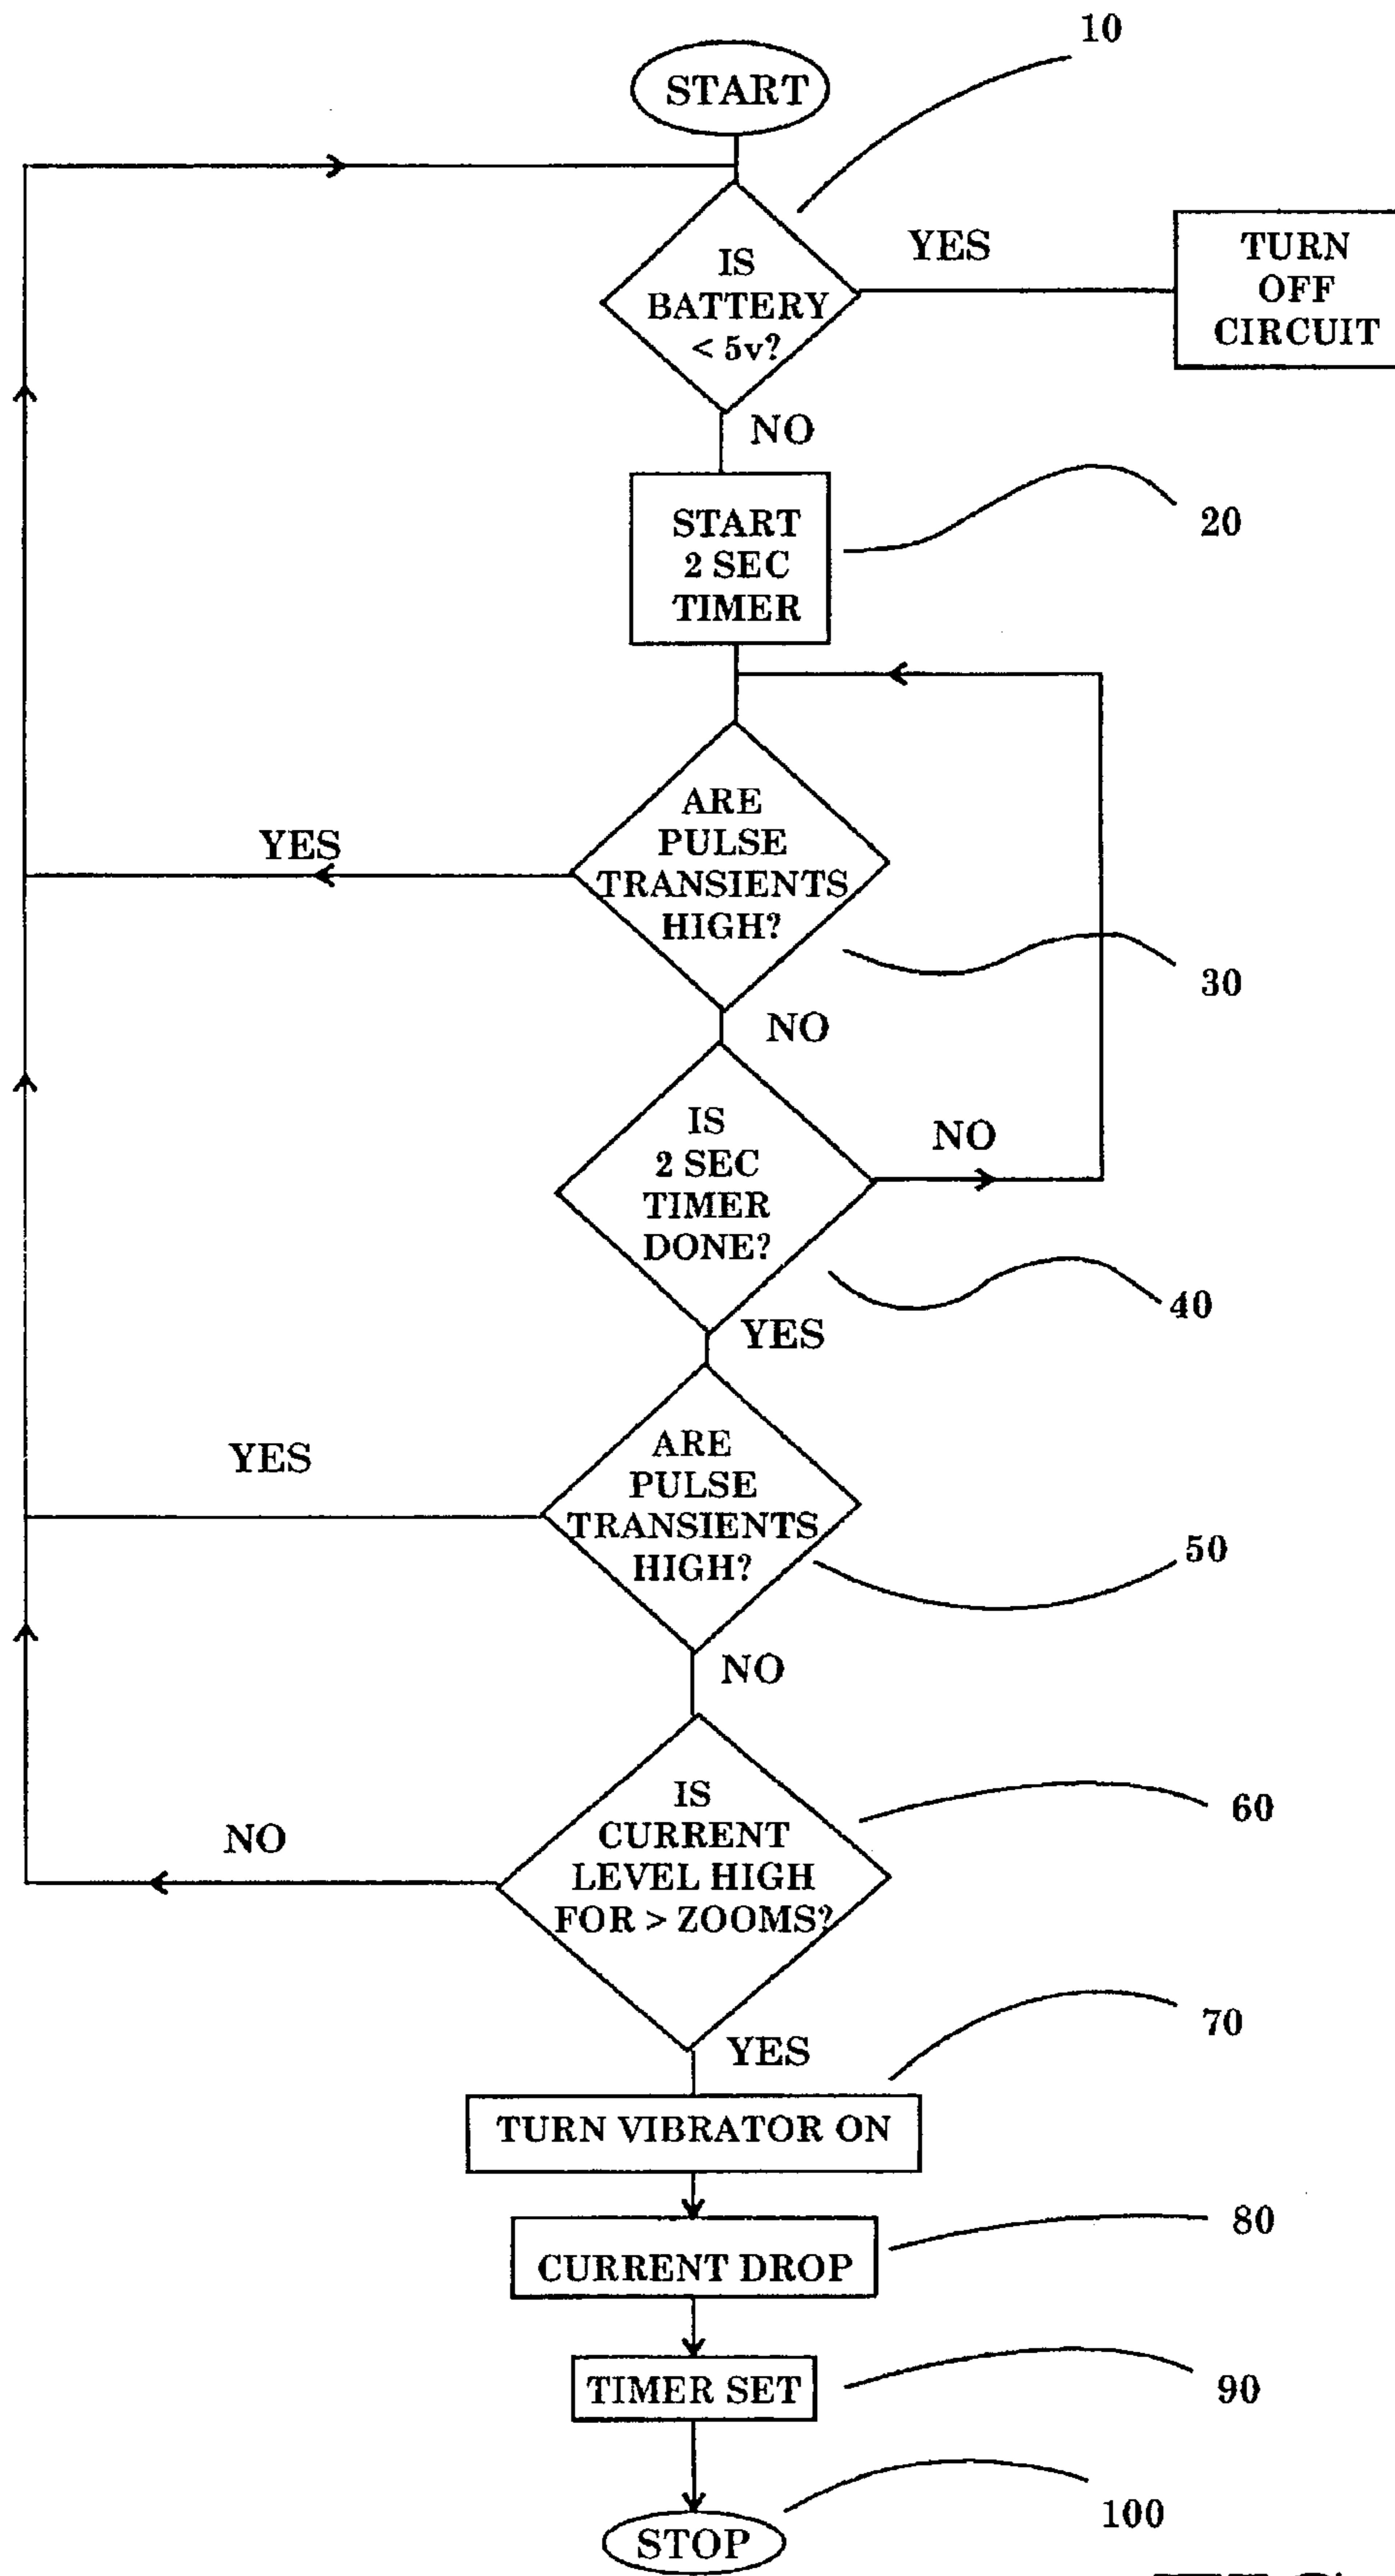 10
START
IS
BATTERY
< 5v?
YES
TURN
OFF
CIRCUIT
NO
START
2 SEC
TIMER
20
ARE
PULSE
TRANSIENTS
HIGH?
YES
30
NO
IS
2 SEC
TIMER
DONE?
NO
40
YES
ARE
PULSE
TRANSIENTS
HIGH?
YES
50
NO
IS
CURRENT
LEVEL HIGH
FOR > ZOOMS?
60
NO
YES
70
TURN VIBRATOR ON
80
CURRENT DROP
TIMER SET
90
100
STOP